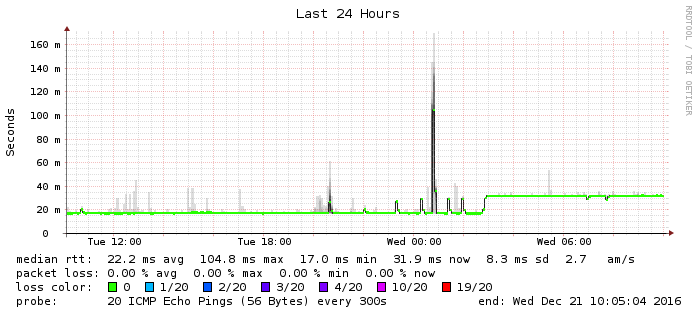 Last 24 Hours
RRDTOOL / TOBI OETIKER
Seconds
160 m
140 m
120 m
100 m
80 m
60 m
40 m
20 m
0
Tue 12:00 Tue 18:00 Wed 00:00 Wed 06:00
median rtt: 22.2 ms avg 104.8 ms max 17.0 ms min 31.9 ms now 8.3 ms sd 2.7 am/s
packet loss: 0.00 % avg 0.00 % max 0.00 % min 0.00 % now
loss color: 0 1/20 2/20 3/20 4/20 10/20 19/20
probe: 20 ICMP Echo Pings (56 Bytes) every 300s end: Wed Dec 21 10:05:04 2016